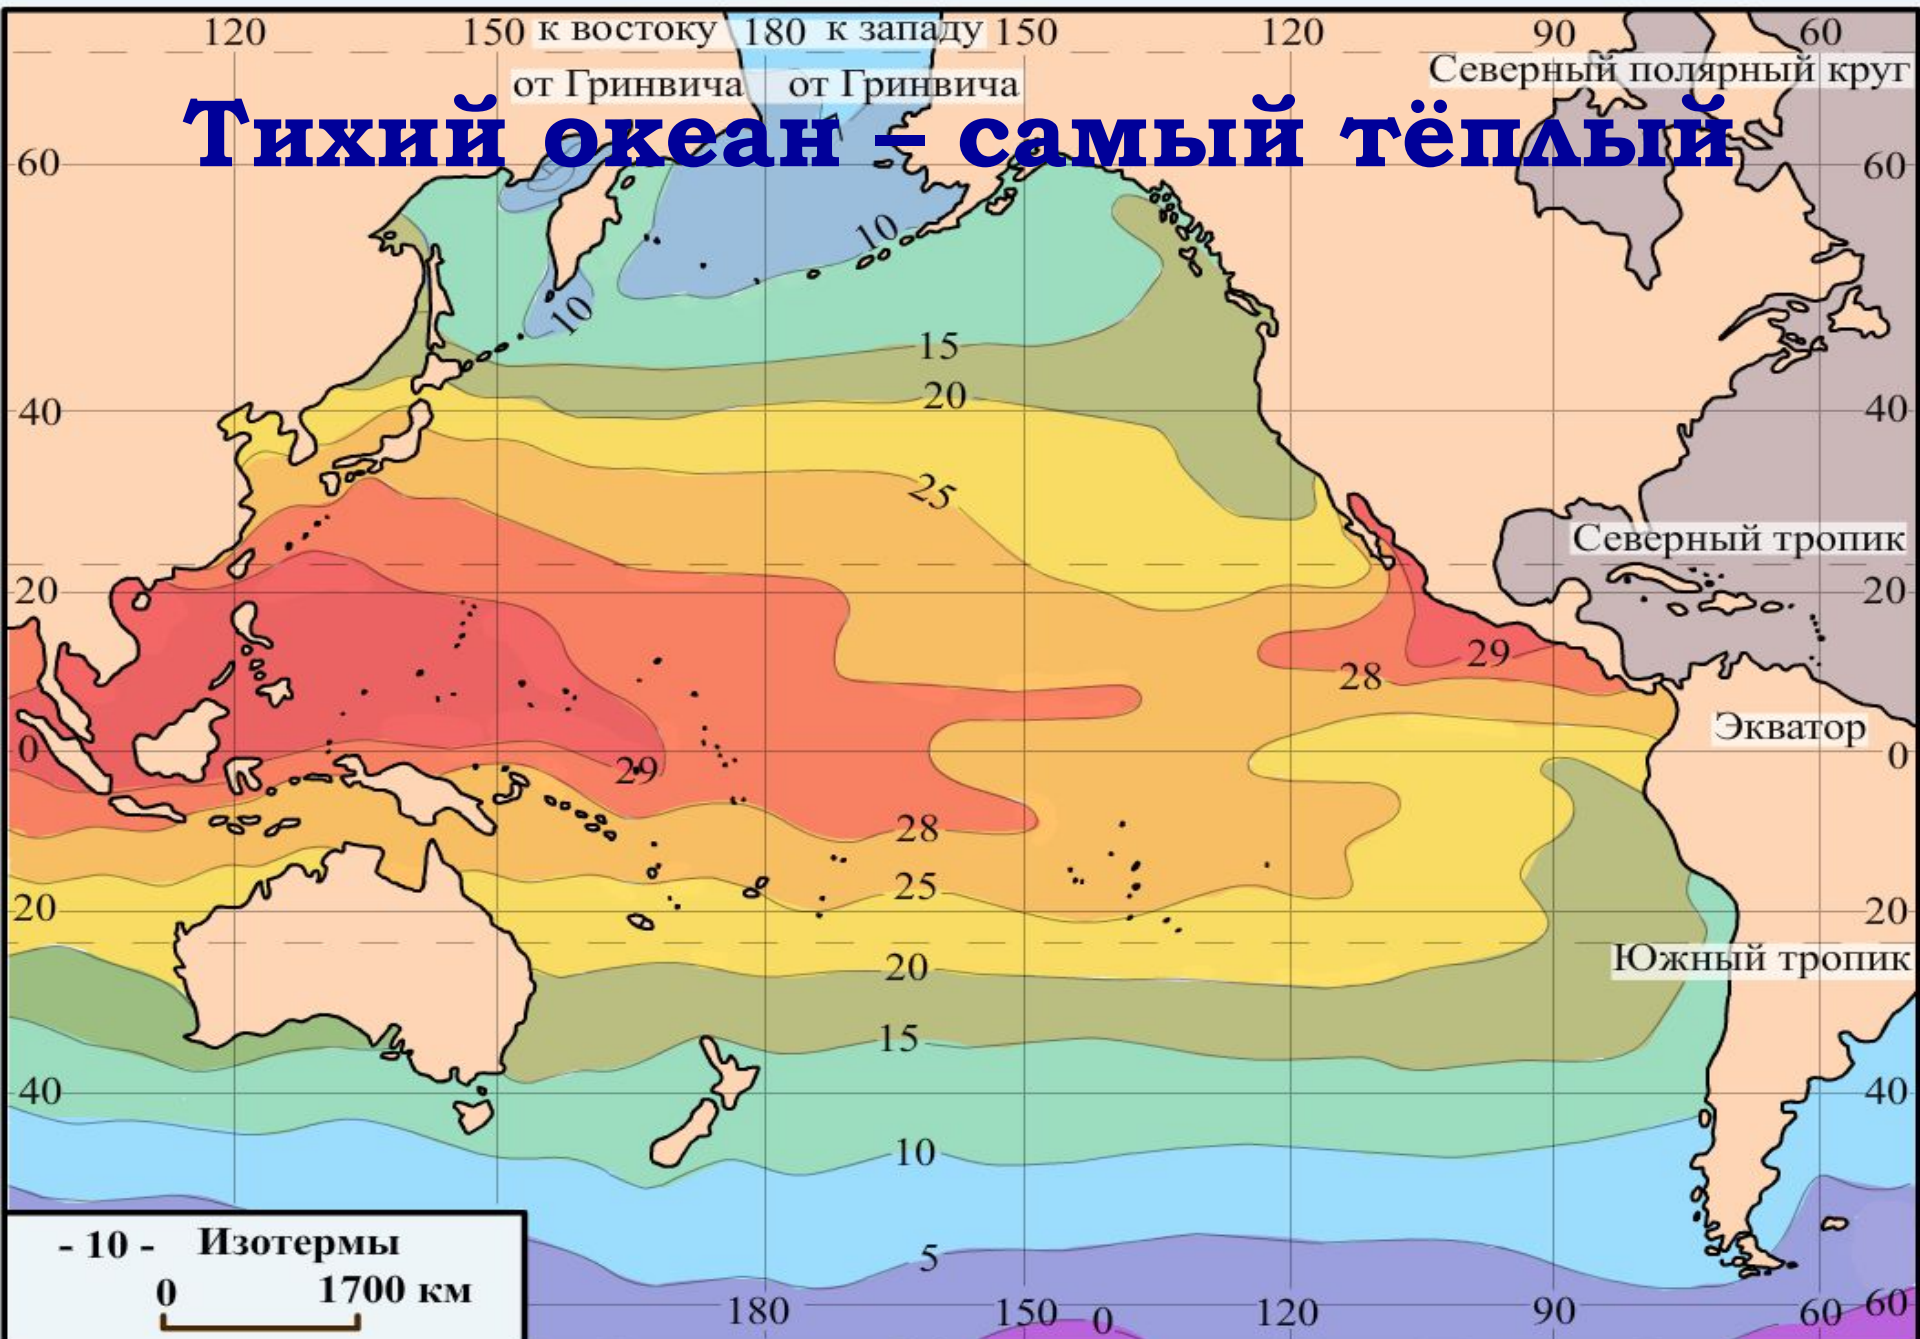 120 150 к востоку 180 к западу 150 120 90 60
от Гринвича от Гринвича
Северный полярный круг
Тихий океан – самый тёплый
60 60
10
10
15
40 20 40
25
Северный тропик
20 20
29
28
Экватор
0 0
29
28
25
20 20
Южный тропик
20
15
40 40
10
- 10 - Изотермы
5
0 1700 км
180 150 0 120 90 60 60